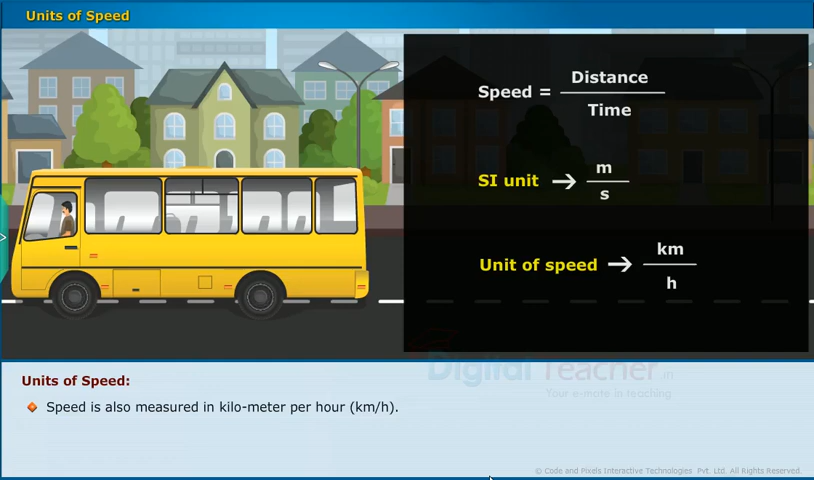 Units of Speed
Speed = Distance
Time
SI unit → m
s
Unit of speed → km
h
Digital Teacher.in
Your e-mate in teaching
Units of Speed:
Speed is also measured in kilo-meter per hour (km/h).
© Code and Pixels Interactive Technologies Pvt. Ltd. All Rights Reserved.